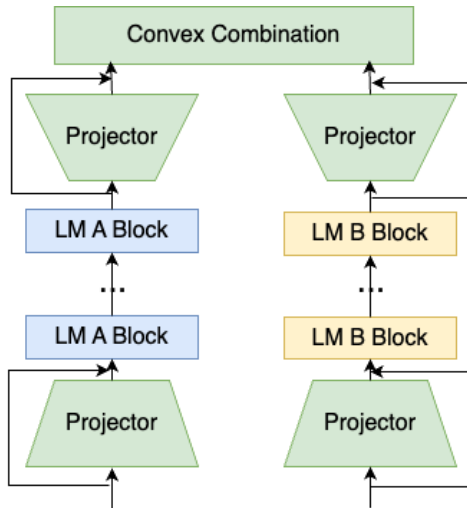 Convex Combination
Projector
Projector
LM A Block
LM B Block
...
...
LM A Block
LM B Block
Projector
Projector